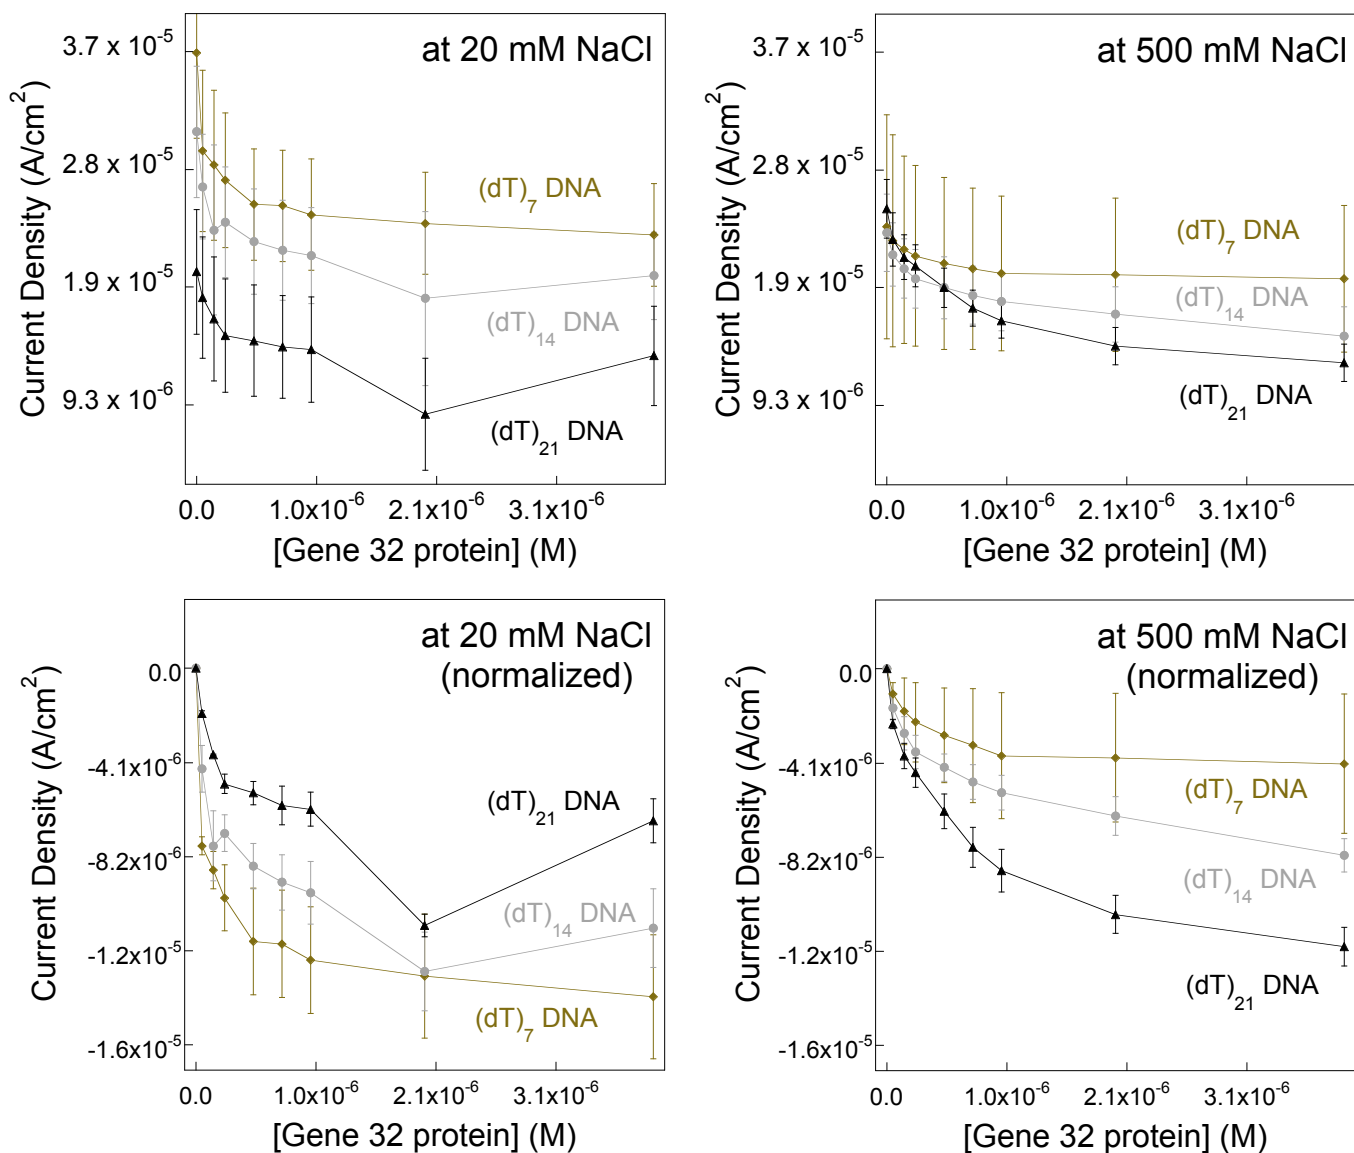 at 20 mM NaCl
Current Density (A/cm²)
3.7 x 10⁻⁵
2.8 x 10⁻⁵
1.9 x 10⁻⁵
9.3 x 10⁻⁶
(dT)₇ DNA
(dT)₁₄ DNA
(dT)₂₁ DNA
0.0 1.0x10⁻⁶ 2.1x10⁻⁶ 3.1x10⁻⁶
[Gene 32 protein] (M)
at 500 mM NaCl
Current Density (A/cm²)
3.7 x 10⁻⁵
2.8 x 10⁻⁵
1.9 x 10⁻⁵
9.3 x 10⁻⁶
(dT)₇ DNA
(dT)₁₄ DNA
(dT)₂₁ DNA
0.0 1.0x10⁻⁶ 2.1x10⁻⁶ 3.1x10⁻⁶
[Gene 32 protein] (M)
at 20 mM NaCl
(normalized)
Current Density (A/cm²)
0.0
-4.1x10⁻⁶
-8.2x10⁻⁶
-1.2x10⁻⁵
-1.6x10⁻⁵
(dT)₂₁ DNA
(dT)₁₄ DNA
(dT)₇ DNA
0.0 1.0x10⁻⁶ 2.1x10⁻⁶ 3.1x10⁻⁶
[Gene 32 protein] (M)
at 500 mM NaCl
(normalized)
Current Density (A/cm²)
0.0
-4.1x10⁻⁶
-8.2x10⁻⁶
-1.2x10⁻⁵
-1.6x10⁻⁵
(dT)₇ DNA
(dT)₁₄ DNA
(dT)₂₁ DNA
0.0 1.0x10⁻⁶ 2.1x10⁻⁶ 3.1x10⁻⁶
[Gene 32 protein] (M)